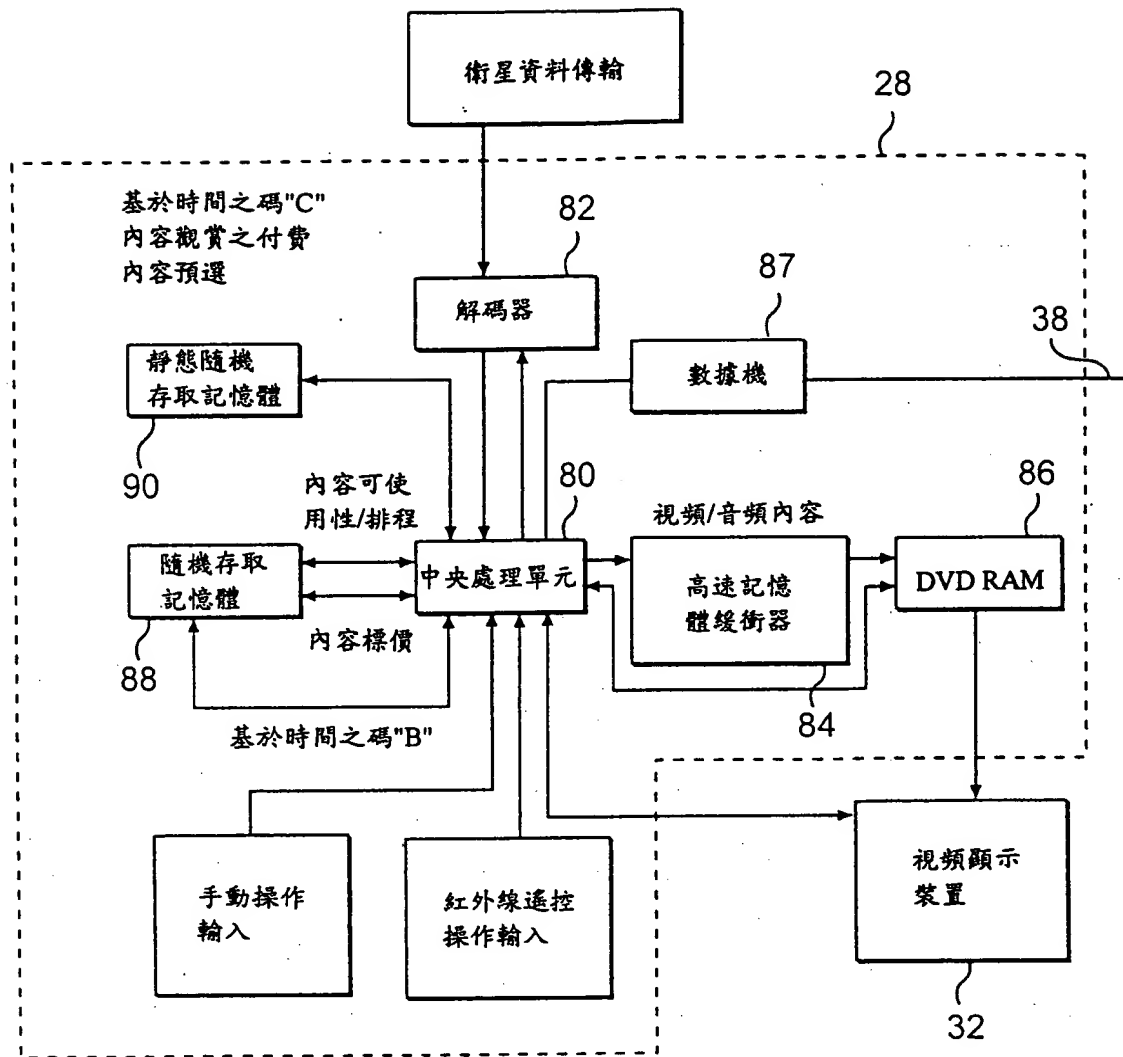 衛星資料傳輸
28
基於時間之碼"C"
內容觀賞之付費
內容預選
82
解碼器
87
數據機
38
靜態隨機
存取記憶體
90
內容可使
用性/排程
80
視頻/音頻內容
86
隨機存取
記憶體
88
中央處理單元
高速記憶
體緩衝器
84
DVD RAM
內容標價
基於時間之碼"B"
手動操作
輸入
紅外線遙控
操作輸入
視頻顯示
裝置
32